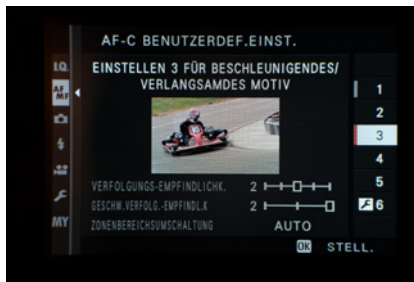 AF-C BENUTZERDEF.EINST.
I.Q.
AF
MF
MY
EINSTELLEN 3 FÜR BESCHLEUNIGENDES/
VERLANGSAMDES MOTIV
VERFOLGUNGS-EMPFINDLICHK. 2
GESCHW.VERFOLG.-EMPFINDL.K 2
ZONENBEREICHSUMSCHALTUNG AUTO
1
2
3
4
5
6
OK STELL.